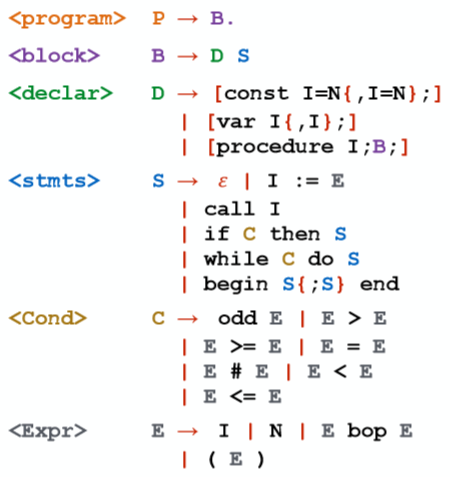 <program> P → B.
<block> B → D S
<declar> D → [const I=N{,I=N};]
| [var I{,I};]
| [procedure I;B;]
<stmts> S → ε | I := E
| call I
| if C then S
| while C do S
| begin S{;S} end
<Cond> C → odd E | E > E
| E >= E | E = E
| E # E | E < E
| E <= E
<Expr> E → I | N | E bop E
| ( E )